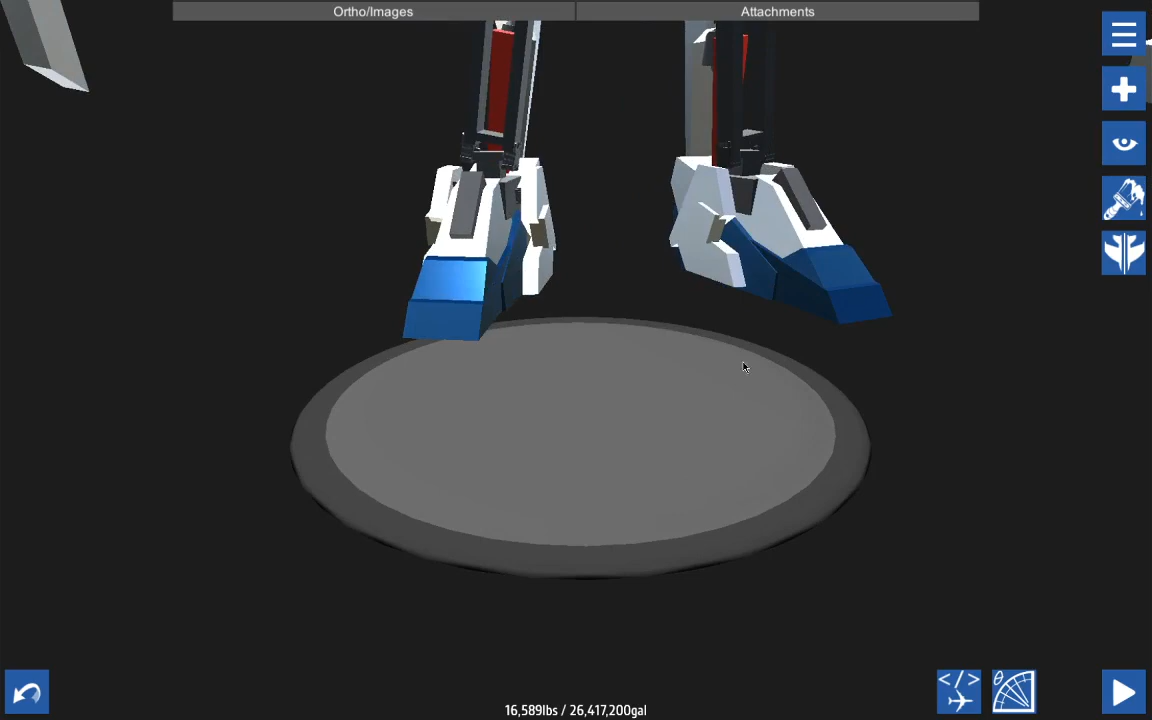 Ortho/Images
Attachments
</>
θ
16,589lbs / 26,417,200gal